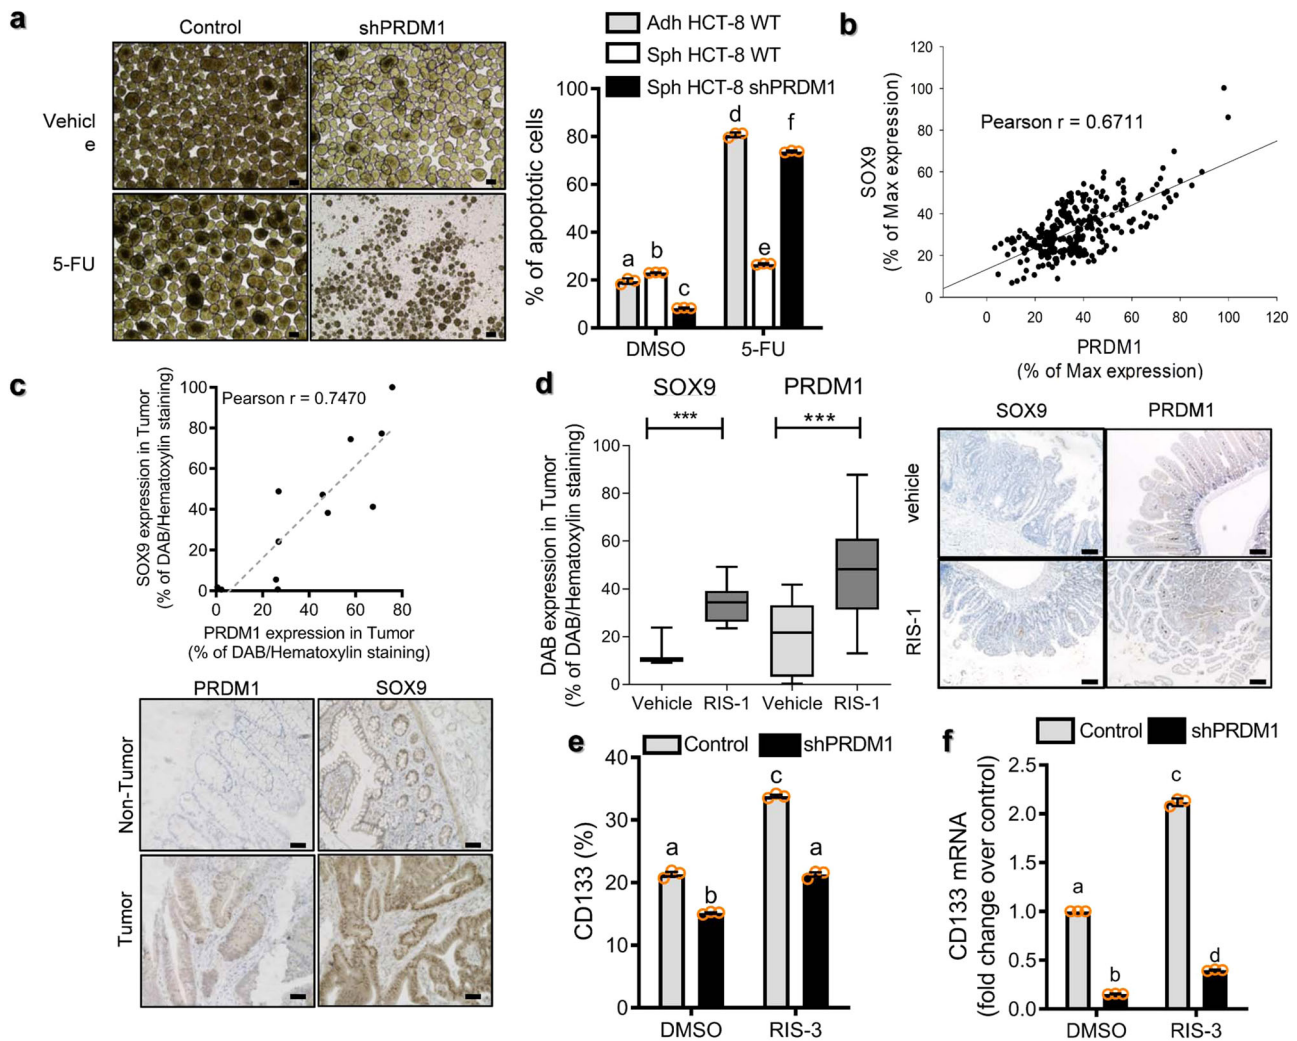 a
Control
shPRDM1
Vehicl
e
5-FU
Adh HCT-8 WT
Sph HCT-8 WT
Sph HCT-8 shPRDM1
% of apoptotic cells
100
80
60
40
20
0
a
b
c
d
e
f
DMSO
5-FU
b
SOX9
(% of Max expression)
120
100
80
60
40
20
0
Pearson r = 0.6711
0
20
40
60
80
100
120
PRDM1
(% of Max expression)
c
SOX9 expression in Tumor
(% of DAB/Hematoxylin staining)
100
80
60
40
20
0
Pearson r = 0.7470
0
20
40
60
80
PRDM1 expression in Tumor
(% of DAB/Hematoxylin staining)
PRDM1
SOX9
Non-Tumor
Tumor
d
SOX9
PRDM1
***
***
DAB expression in Tumor
(% of DAB/Hematoxylin staining)
100
80
60
40
20
0
Vehicle
RIS-1
Vehicle
RIS-1
SOX9
PRDM1
vehicle
RIS-1
e
Control
shPRDM1
CD133 (%)
40
30
20
10
0
a
b
c
a
DMSO
RIS-3
f
Control
shPRDM1
CD133 mRNA
(fold change over control)
2.5
2.0
1.5
1.0
0.5
0.0
a
b
c
d
DMSO
RIS-3